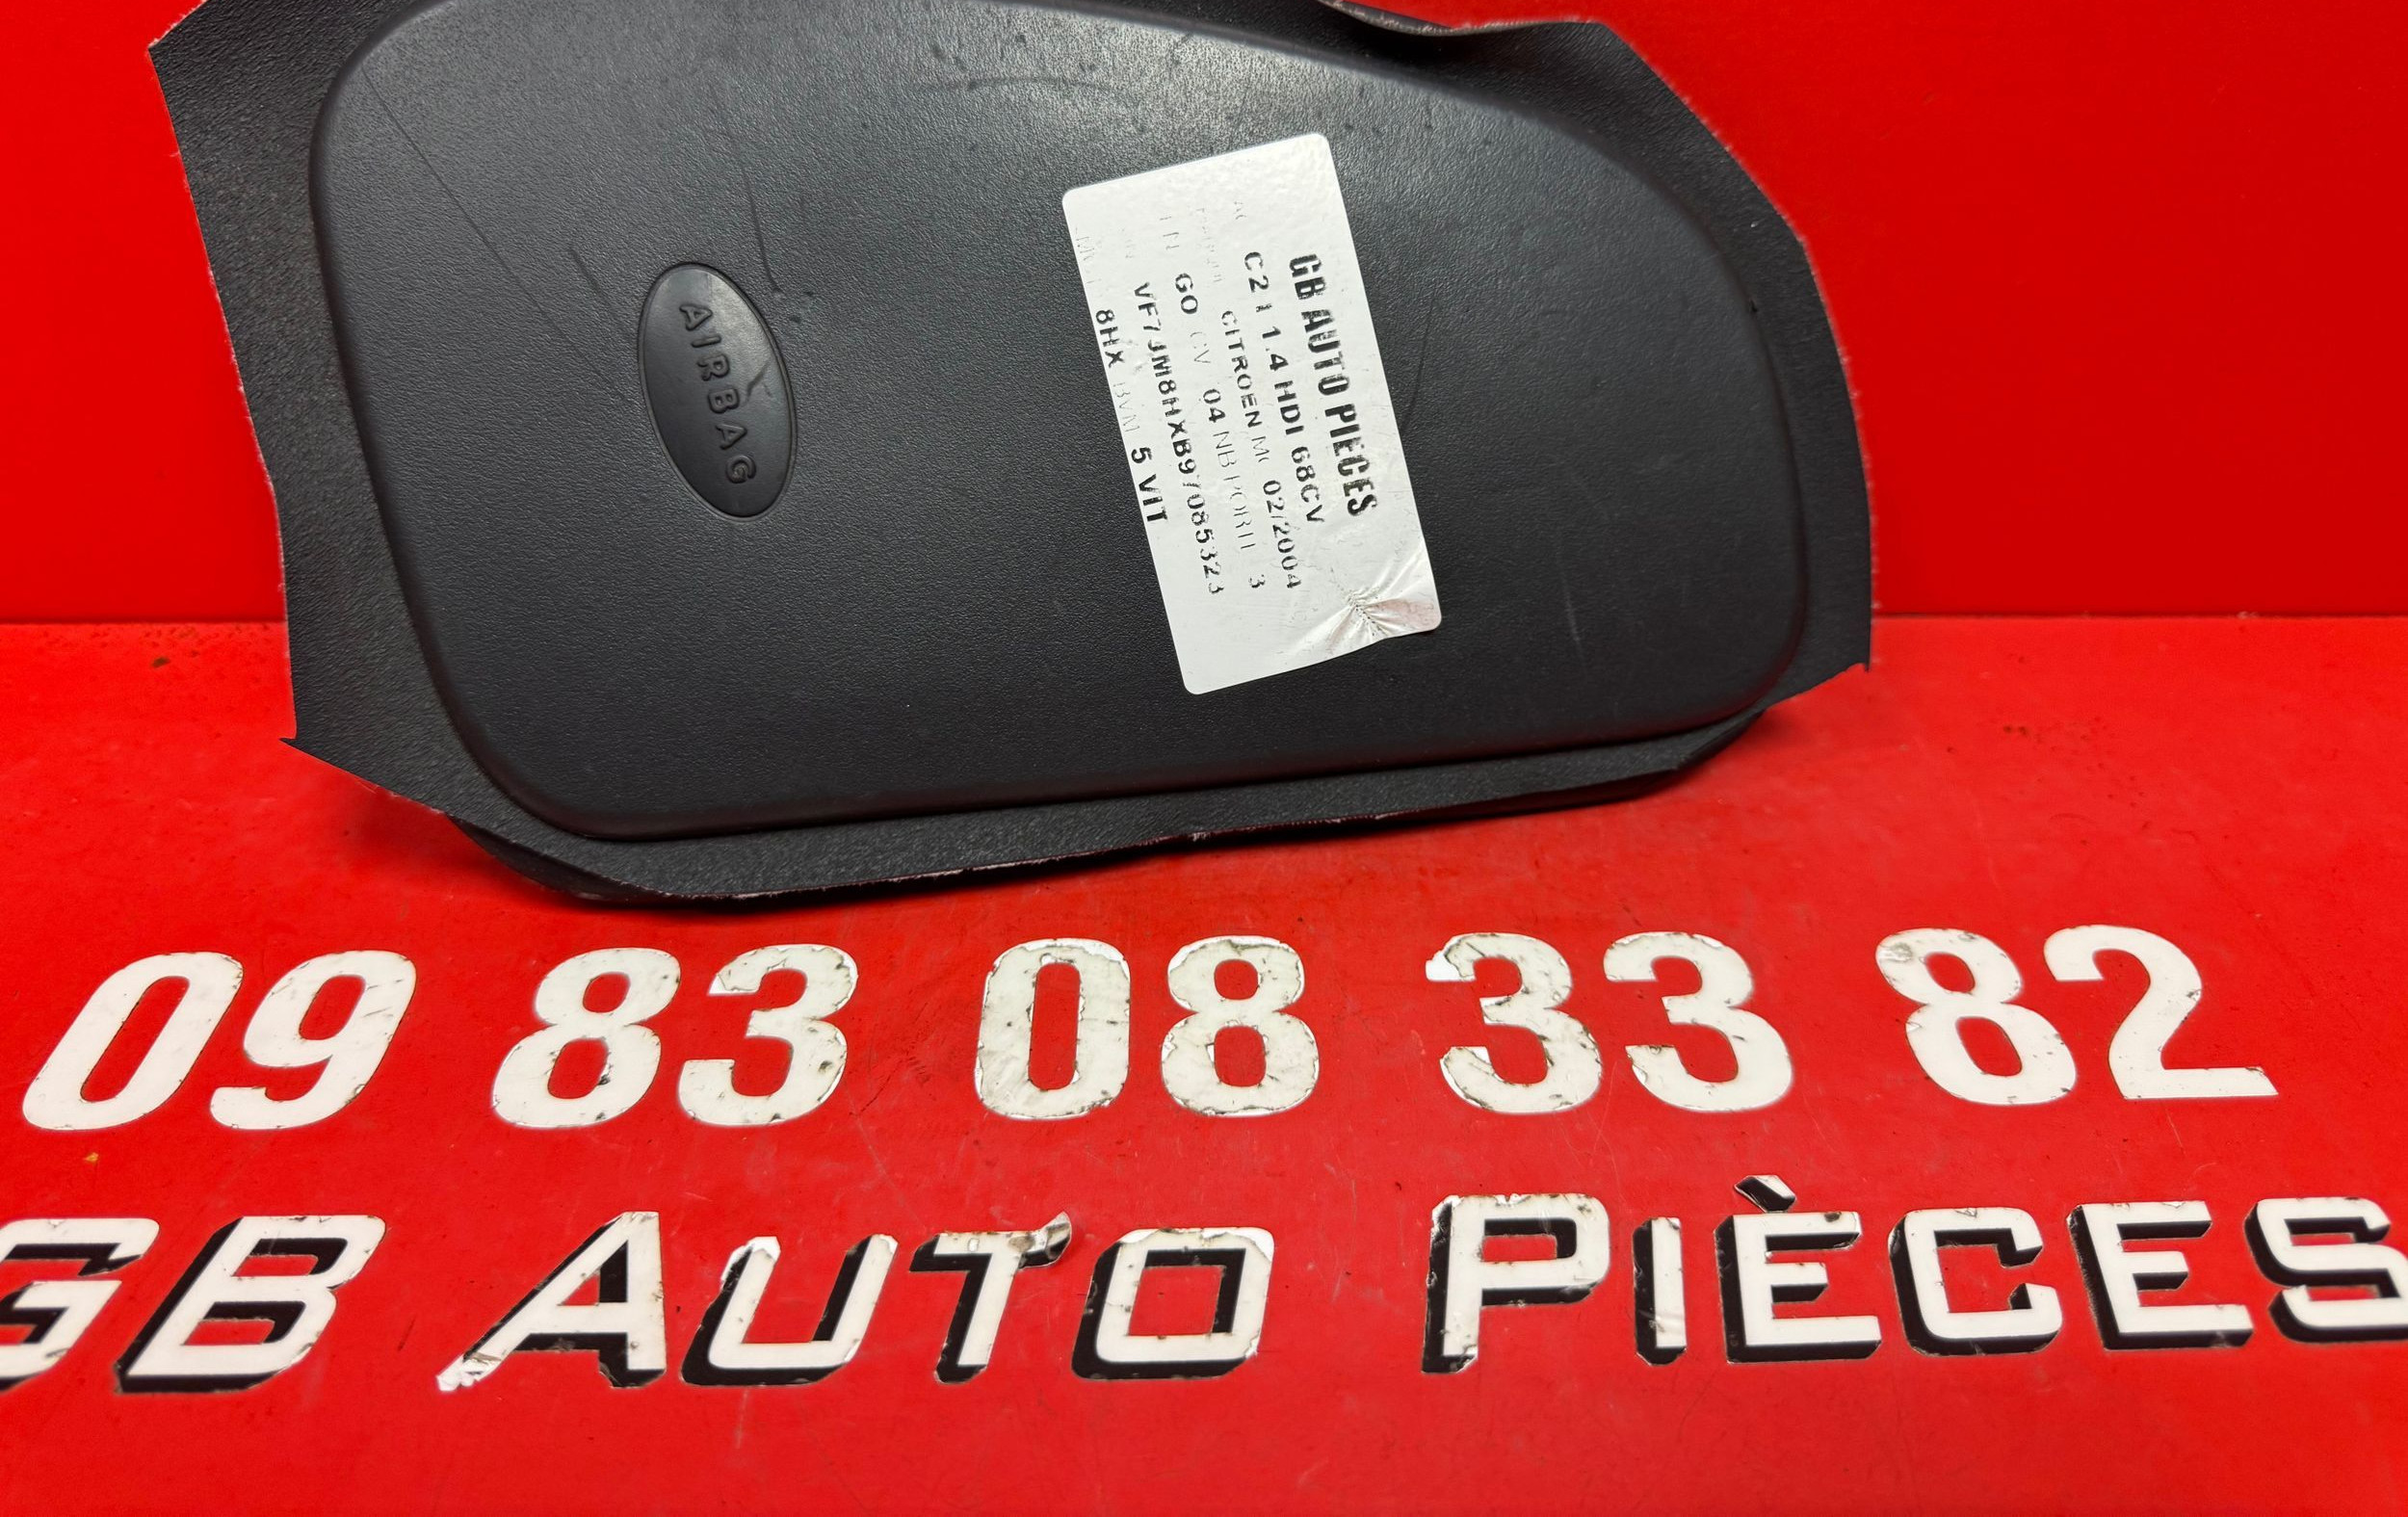 AIRBAG
GB AUTO PIECES
C2 I 1.4 HDI 68CV
CITROEN 02/2004
GO CV 04 NB PORTE 3
8HX BVM 5 VIT
09 83 08 33 82
GB AUTO PIÈCES